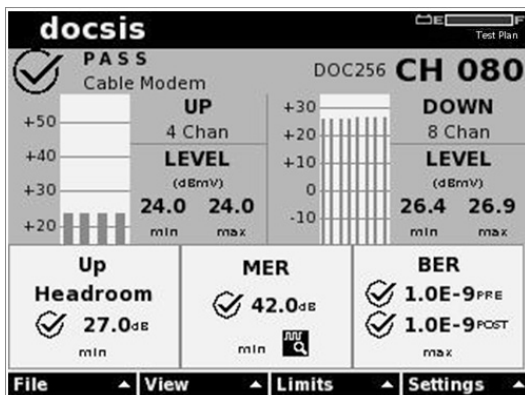 docsis
E F
Test Plan
PASS
Cable Modem
DOC256 CH 080
UP
4 Chan
LEVEL
(dBmV)
24.0 24.0
min max
+50
+40
+30
+20
DOWN
8 Chan
LEVEL
(dBmV)
26.4 26.9
min max
+30
+20
+10
0
-10
Up
Headroom
27.0dB
min
MER
42.0dB
min
BER
1.0E-9PRE
1.0E-9POST
max
File View Limits Settings